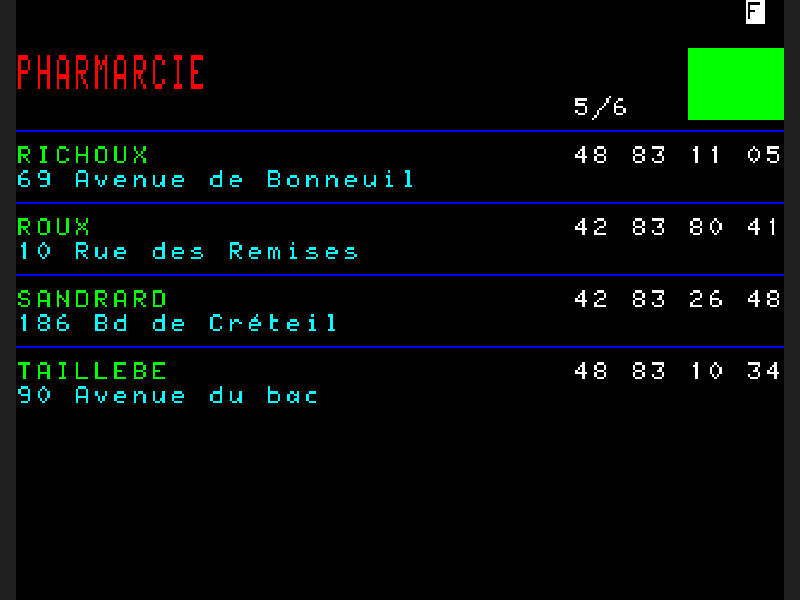 F
PHARMARCIE
5/6
RICHOUX 48 83 11 05
69 Avenue de Bonneuil
ROUX 42 83 80 41
10 Rue des Remises
SANDRARD 42 83 26 48
186 Bd de Créteil
TAILLEBE 48 83 10 34
90 Avenue du bac